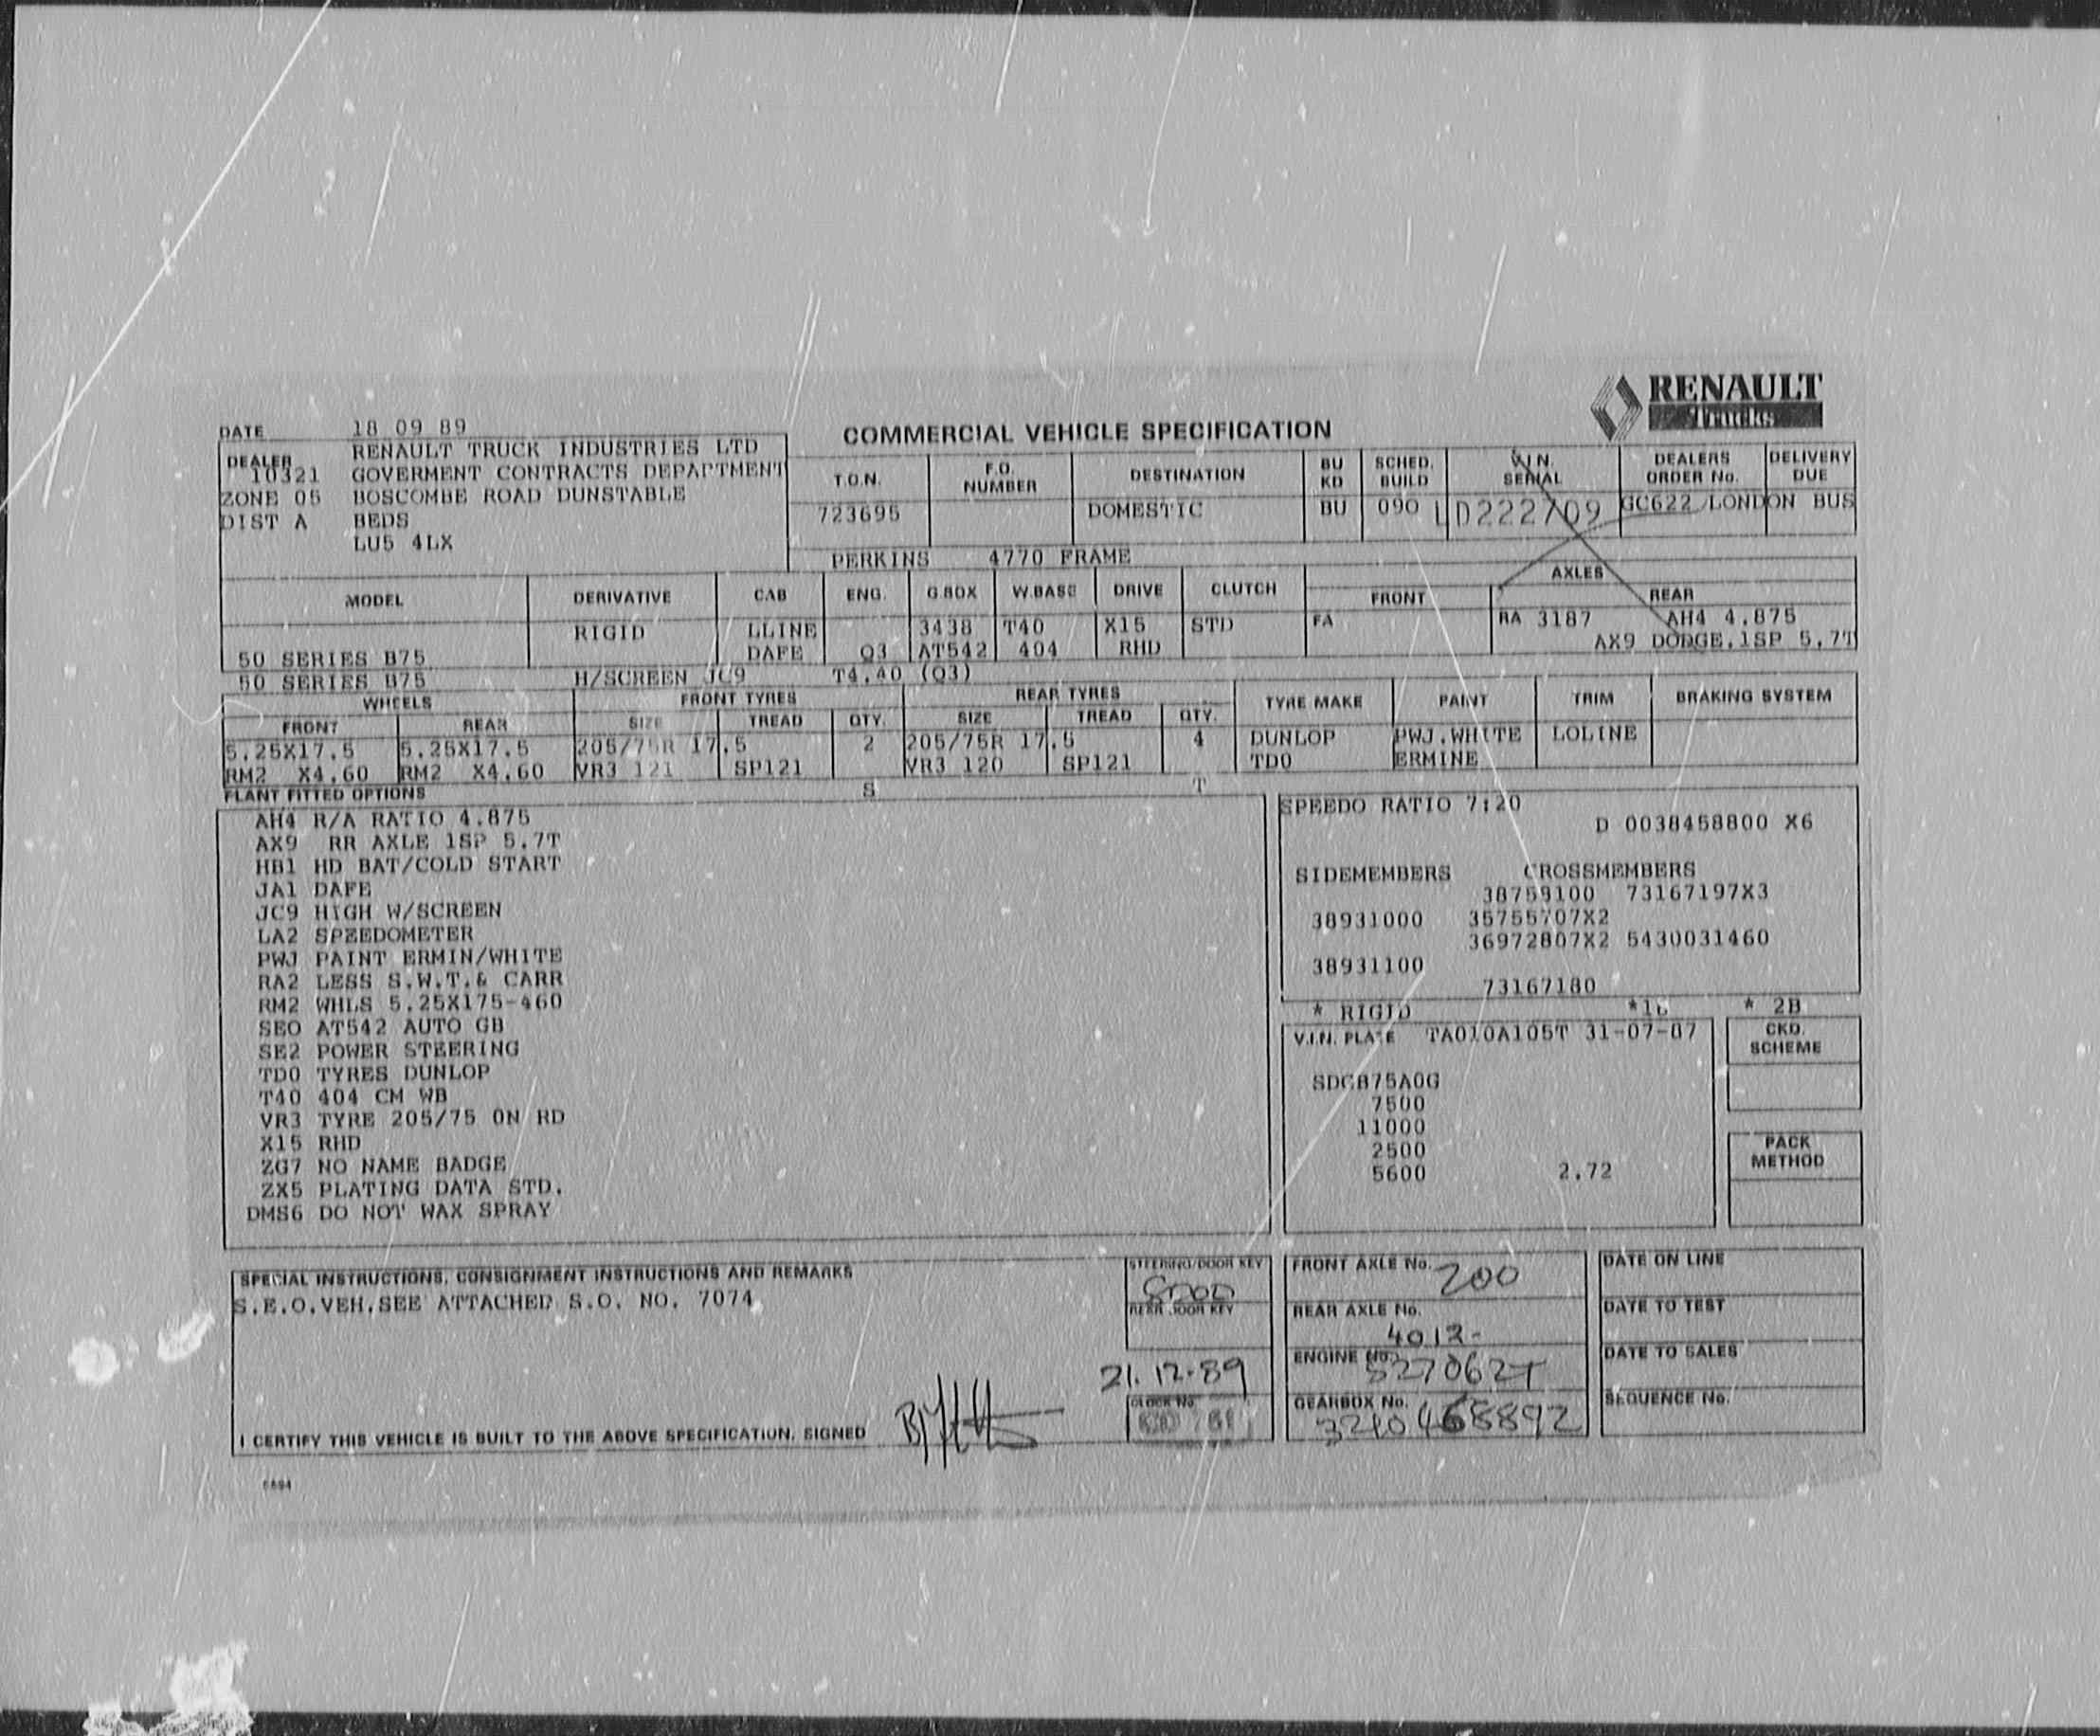 RENAULT
Trucks
DATE 18 09 89
COMMERCIAL VEHICLE SPECIFICATION
DEALER RENAULT TRUCK INDUSTRIES LTD
10321 GOVERMENT CONTRACTS DEPARTMENT
ZONE 05 BOSCOMBE ROAD DUNSTABLE
DIST A BEDS
LU5 4LX
T.O.N. F.O. NUMBER DESTINATION BU KD SCHED. BUILD V.I.N. SERIAL DEALERS ORDER No. DELIVERY DUE
723695 DOMESTIC BU 090 LD222709 GC622/LONDON BUS
PERKINS 4770 FRAME
MODEL DERIVATIVE CAB ENG. G.BOX W.BASE DRIVE CLUTCH AXLES
FRONT REAR
RIGID LLINE 3438 T40 X15 STD FA RA 3187 AH4 4.875
50 SERIES B75 DAFE Q3 AT542 404 RHD AX9 DODGE.1SP 5.7T
50 SERIES B75 H/SCREEN JC9 T4.40 (Q3)
WHEELS FRONT TYRES REAR TYRES TYRE MAKE PAINT TRIM BRAKING SYSTEM
FRONT REAR SIZE TREAD QTY. SIZE TREAD QTY.
5.25X17.5 5.25X17.5 205/75R 17.5 2 205/75R 17.5 4 DUNLOP PWJ.WHITE LOLINE
RM2 X4.60 RM2 X4.60 VR3 121 SP121 VR3 120 SP121 TD0 ERMINE
PLANT FITTED OPTIONS S T
AH4 R/A RATIO 4.875
AX9 RR AXLE 1SP 5.7T
HB1 HD BAT/COLD START
JA1 DAFE
JC9 HIGH W/SCREEN
LA2 SPEEDOMETER
PWJ PAINT ERMIN/WHITE
RA2 LESS S.W.T.& CARR
RM2 WHLS 5.25X175-460
SEO AT542 AUTO GB
SE2 POWER STEERING
TD0 TYRES DUNLOP
T40 404 CM WB
VR3 TYRE 205/75 ON RD
X15 RHD
ZG7 NO NAME BADGE
ZX5 PLATING DATA STD.
DMS6 DO NOT WAX SPRAY
SPEEDO RATIO 7:20
D 0038458800 X6
SIDEMEMBERS CROSSMEMBERS
38759100 73167197X3
38931000 35755707X2
36972807X2 5430031460
38931100
73167180
* RIGID * 2B
V.I.N. PLATE TA010A105T 31-07-87
SDCB75A0G
7500
11000
2500
5600 2.72
CKD. SCHEME
PACK METHOD
SPECIAL INSTRUCTIONS, CONSIGNMENT INSTRUCTIONS AND REMARKS
S.E.O.VEH.SEE ATTACHED S.O. NO. 7074
STEERING/DOOR KEY
REAR DOOR KEY
21.12.89
CLOCK No.
I CERTIFY THIS VEHICLE IS BUILT TO THE ABOVE SPECIFICATION. SIGNED
FRONT AXLE No. 200
REAR AXLE No.
4012-
ENGINE No.
GEARBOX No.
3210468892
DATE ON LINE
DATE TO TEST
DATE TO SALES
SEQUENCE No.